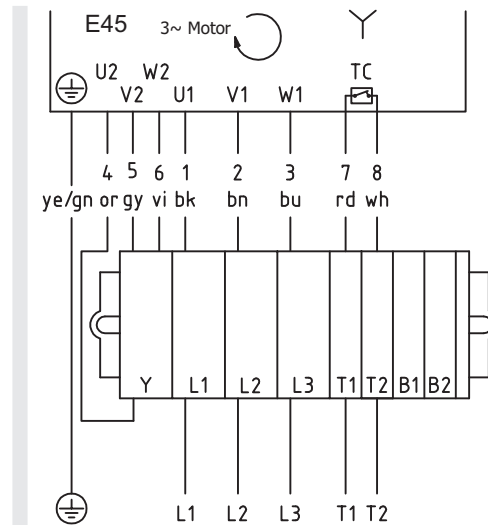 E45 3~ Motor
TC
U2 W2
V2 U1 V1 W1
4 5 6 1 2 3 7 8
ye/gn or gy vi bk bn bu rd wh
Y L1 L2 L3 T1 T2 B1 B2
L1 L2 L3 T1 T2